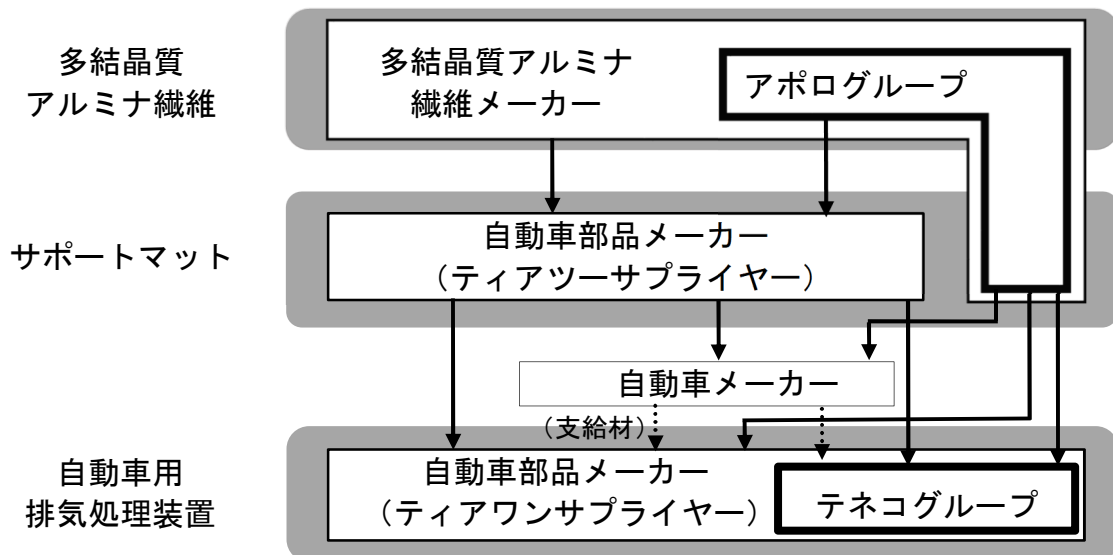 多結晶質
アルミナ繊維
多結晶質アルミナ
繊維メーカー
アポログループ
サポートマット
自動車部品メーカー
（ティアツーサプライヤー）
自動車メーカー
（支給材）
自動車用
排気処理装置
自動車部品メーカー
（ティアワンサプライヤー）
テネコグループ